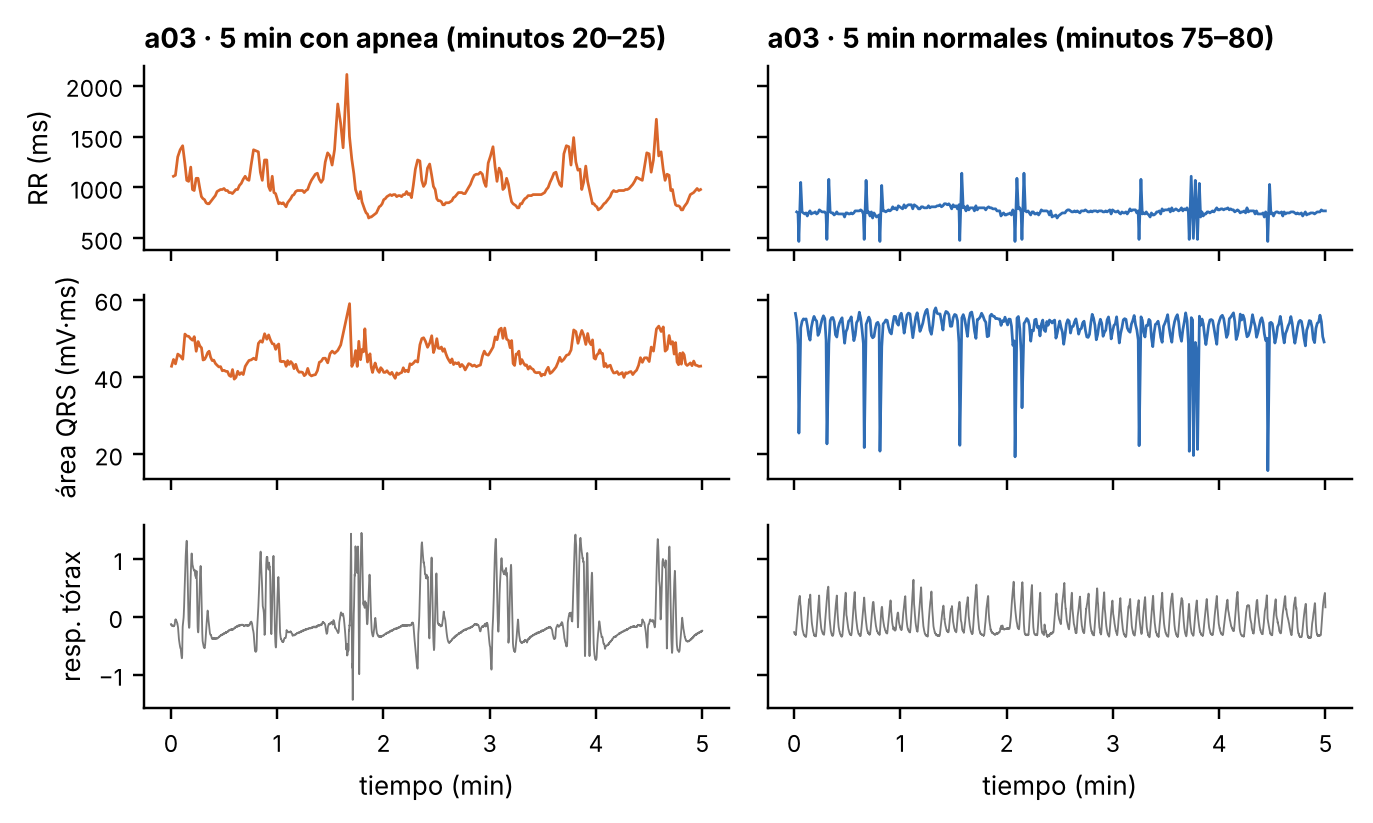 a03 · 5 min con apnea (minutos 20–25)
a03 · 5 min normales (minutos 75–80)
RR (ms)
2000
1500
1000
500
área QRS (mV·ms)
60
40
20
resp. tórax
1
0
−1
0 1 2 3 4 5
0 1 2 3 4 5
tiempo (min)
tiempo (min)